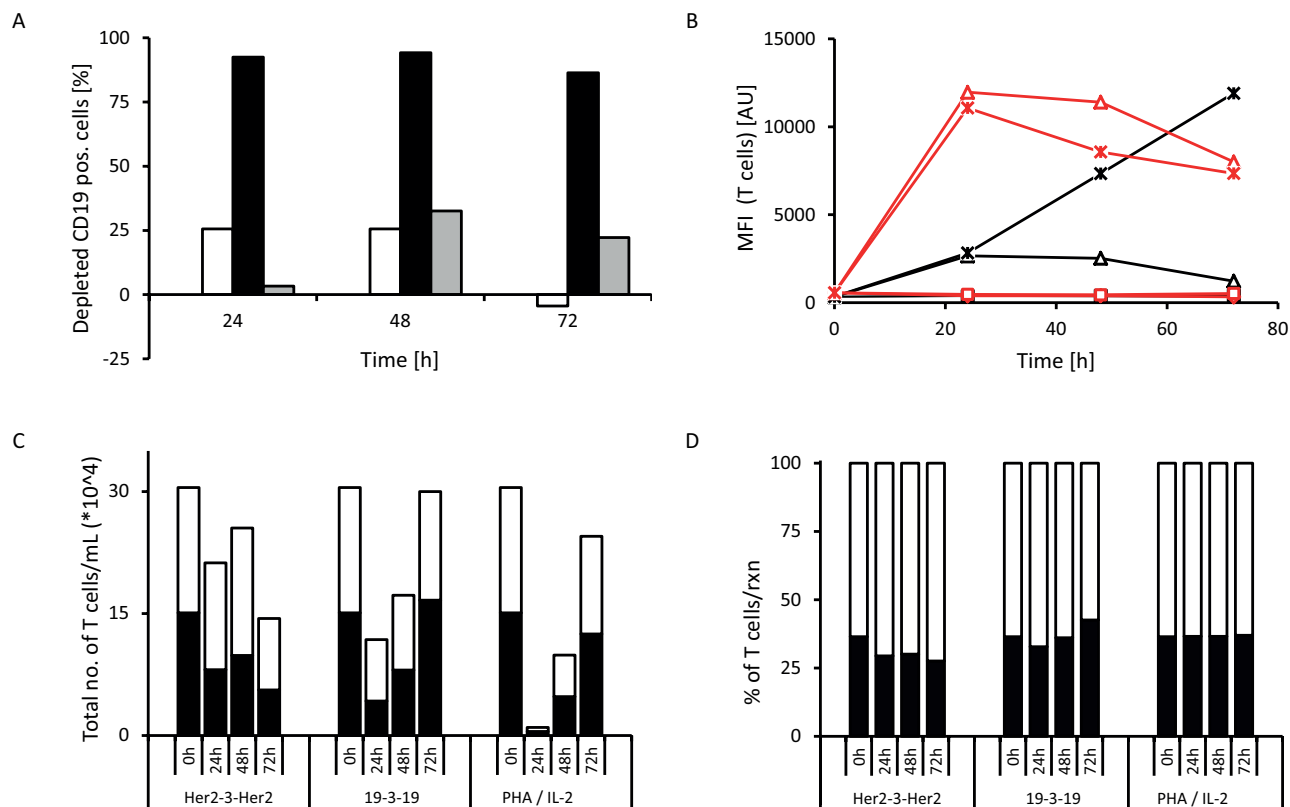 A
Depleted CD19 pos. cells [%]
100
75
50
25
0
-25
24 48 72
Time [h]
B
MFI (T cells) [AU]
15000
10000
5000
0
0 20 40 60 80
Time [h]
C
Total no. of T cells/mL (*10^4)
30
15
0
0h 24h 48h 72h 0h 24h 48h 72h 0h 24h 48h 72h
Her2-3-Her2 19-3-19 PHA / IL-2
D
% of T cells/rxn
100
75
50
25
0
0h 24h 48h 72h 0h 24h 48h 72h 0h 24h 48h 72h
Her2-3-Her2 19-3-19 PHA / IL-2